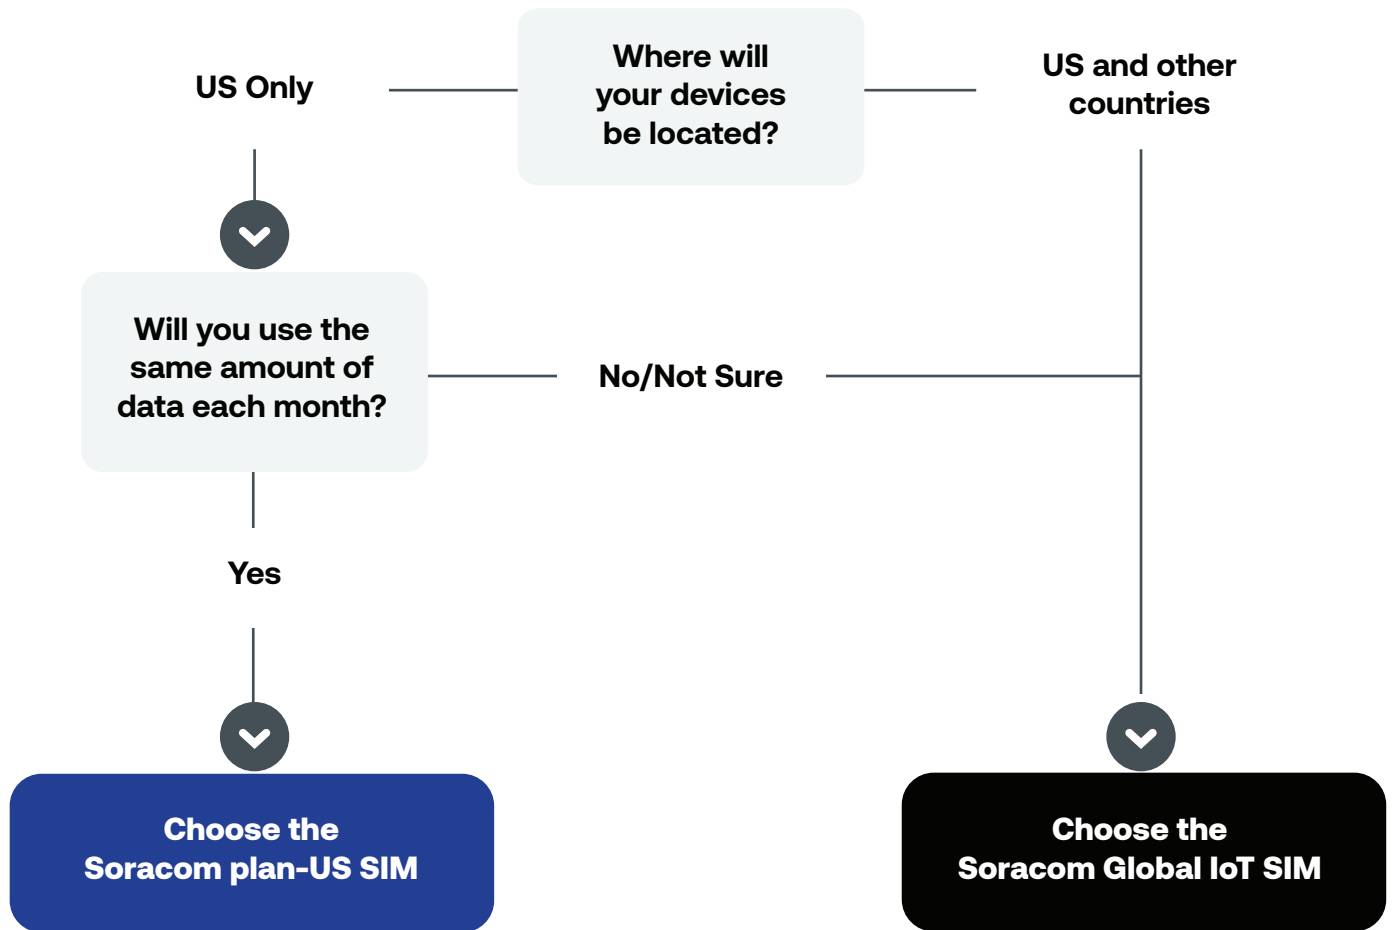 Where will
your devices
be located?
US Only
US and other
countries
Will you use the
same amount of
data each month?
No/Not Sure
Yes
Choose the
Soracom plan-US SIM
Choose the
Soracom Global IoT SIM